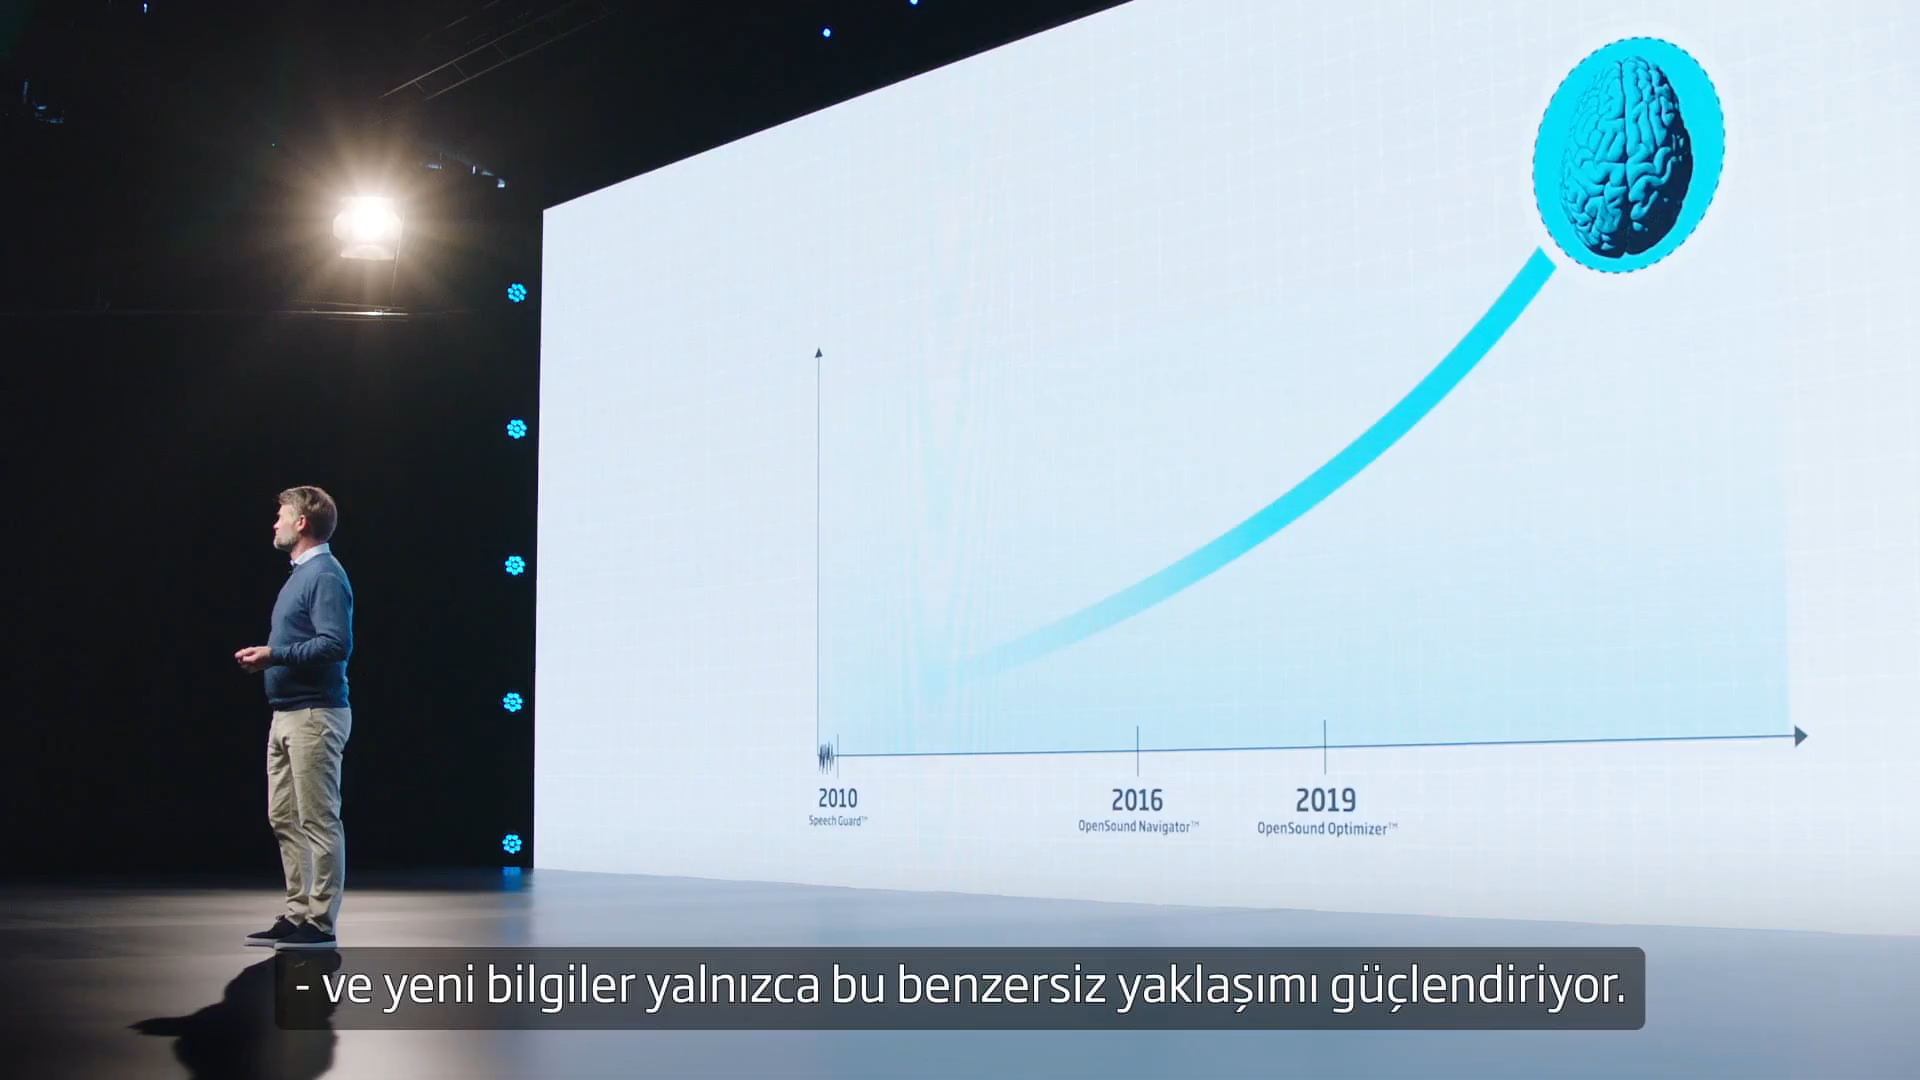 2010
Speech Guard™
2016
OpenSound Navigator™
2019
OpenSound Optimizer™
- ve yeni bilgiler yalnızca bu benzersiz yaklaşımı güçlendiriyor.